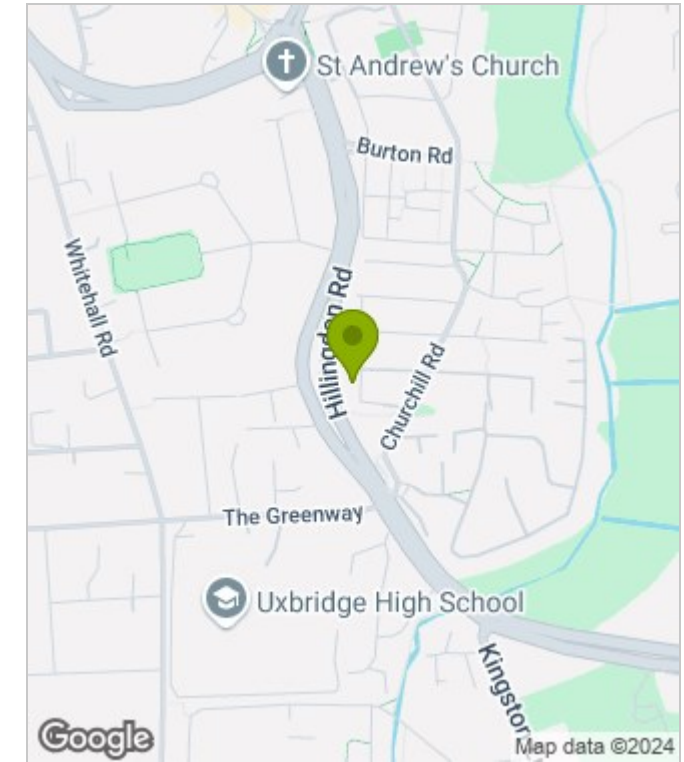 St Andrew's Church
Burton Rd
Whitehall Rd
Hillingdon Rd
Churchill Rd
The Greenway
Uxbridge High School
Kingston
Google
Map data ©2024